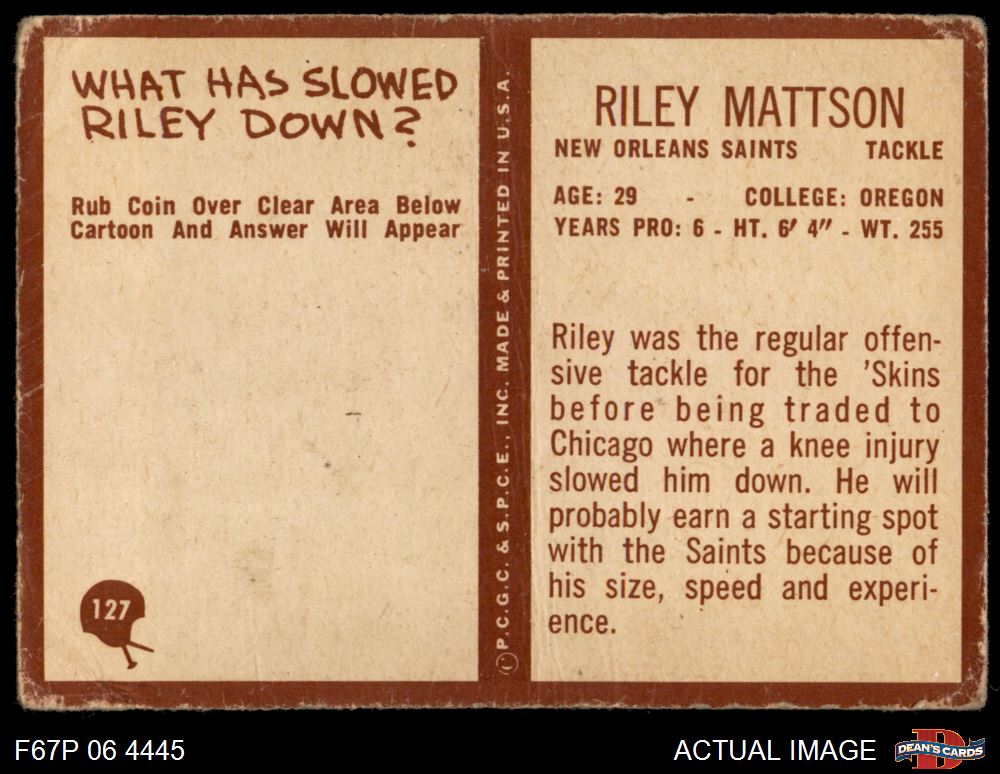 WHAT HAS SLOWED
RILEY DOWN?
Rub Coin Over Clear Area Below
Cartoon And Answer Will Appear
127
© P.C.G.C. & S.P.C.E., INC. MADE & PRINTED IN U.S.A.
RILEY MATTSON
NEW ORLEANS SAINTS TACKLE
AGE: 29 - COLLEGE: OREGON
YEARS PRO: 6 - HT. 6' 4" - WT. 255
Riley was the regular offen-
sive tackle for the 'Skins
before being traded to
Chicago where a knee injury
slowed him down. He will
probably earn a starting spot
with the Saints because of
his size, speed and experi-
ence.
F67P 06 4445
ACTUAL IMAGE
D
DEAN'S CARDS